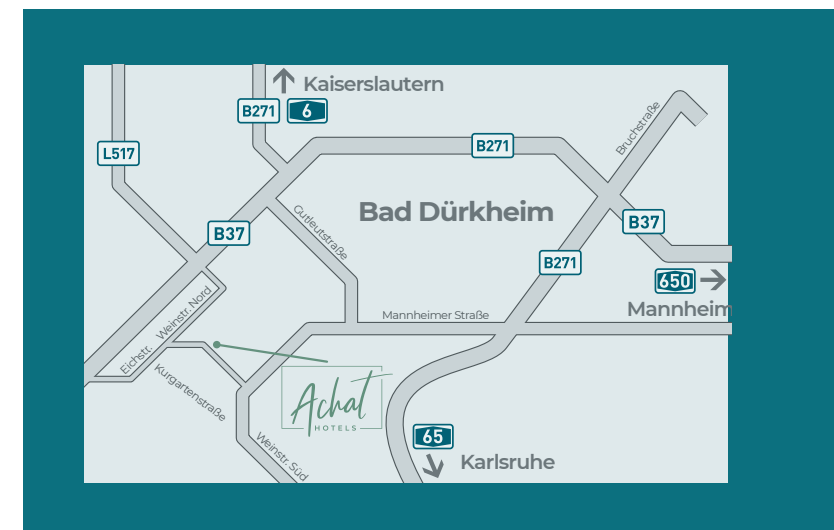 Kaiserslautern
B271
6
L517
B271
Bruchstraße
Bad Dürkheim
Gutleutstraße
B37
B37
B271
650
Mannheim
Mannheimer Straße
Weinstr. Nord
Eichstr.
Kurgartenstraße
Achat
HOTELS
65
Karlsruhe
Weinstr. Süd